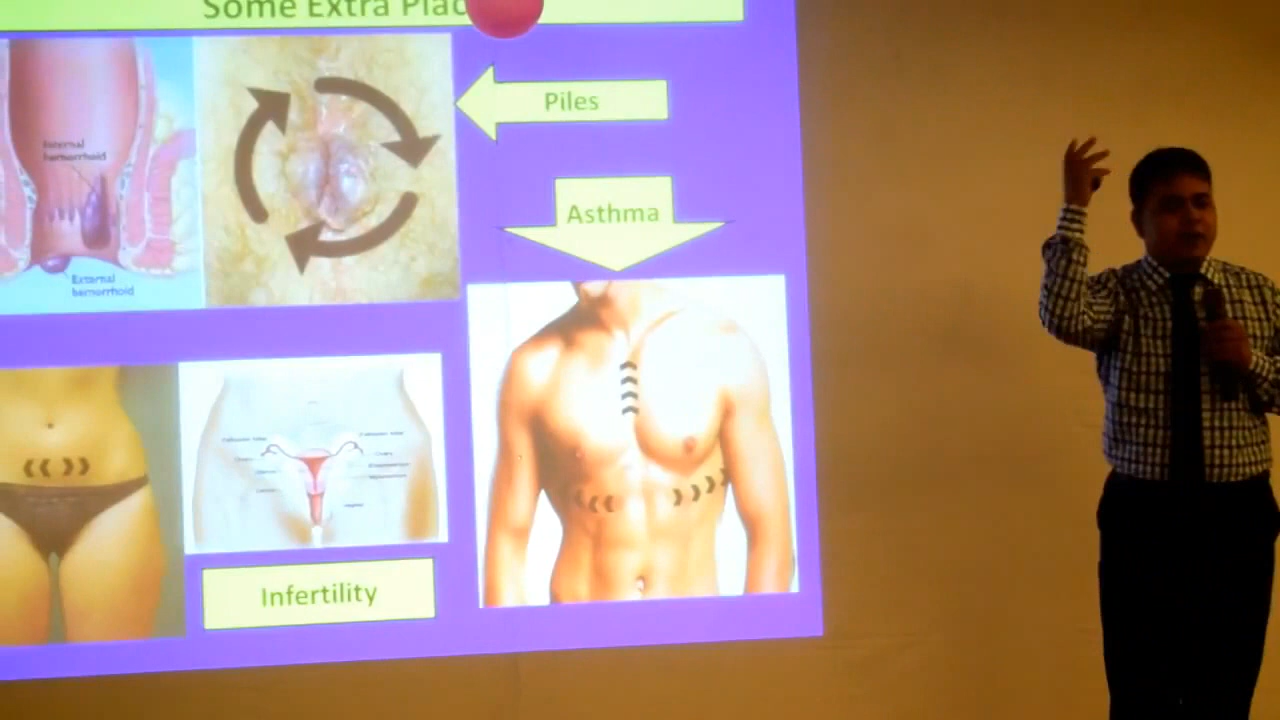 Some Extra Plac
Internal
hemorrhoid
External
hemorrhoid
Piles
Asthma
Infertility